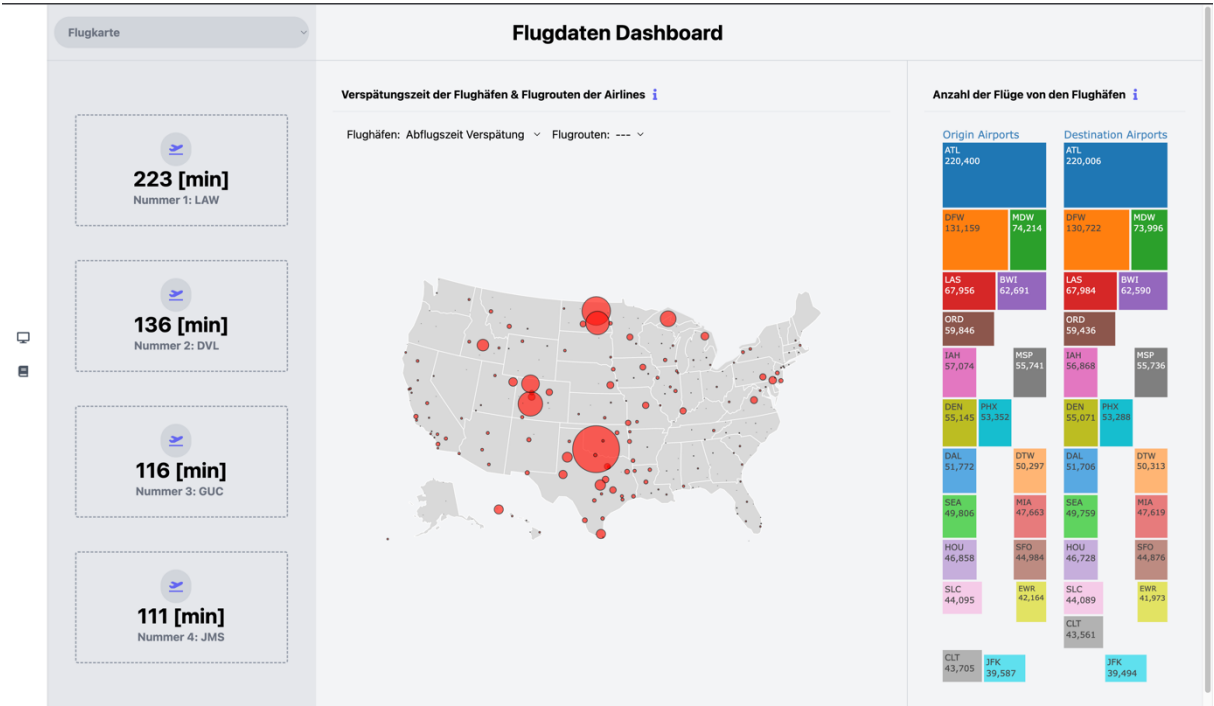 Flugkarte
Flugdaten Dashboard
223 [min]
Nummer 1: LAW
136 [min]
Nummer 2: DVL
116 [min]
Nummer 3: GUC
111 [min]
Nummer 4: JMS
Verspätungszeit der Flughäfen & Flugrouten der Airlines i
Flughäfen: Abflugszeit Verspätung Flugrouten: ---
Anzahl der Flüge von den Flughäfen i
Origin Airports
ATL
220,400
DFW
131,159
MDW
74,214
LAS
67,956
BWI
62,691
ORD
59,846
IAH
57,074
MSP
55,741
DEN
55,145
PHX
53,352
DAL
51,772
DTW
50,297
SEA
49,806
MIA
47,663
HOU
46,858
SFO
44,984
SLC
44,095
EWR
42,164
CLT
43,705
JFK
39,587
Destination Airports
ATL
220,006
DFW
130,722
MDW
73,996
LAS
67,984
BWI
62,590
ORD
59,436
IAH
56,868
MSP
55,736
DEN
55,071
PHX
53,288
DAL
51,706
DTW
50,313
SEA
49,759
MIA
47,619
HOU
46,728
SFO
44,876
SLC
44,089
EWR
41,973
CLT
43,561
JFK
39,494